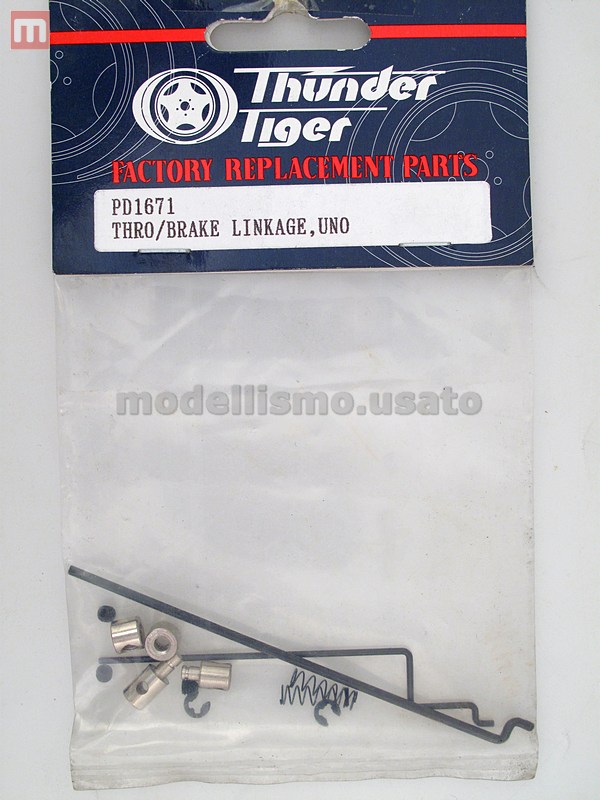 m
Thunder
Tiger
FACTORY REPLACEMENT PARTS
PD1671
THRO/BRAKE LINKAGE,UNO
modellismo.usato